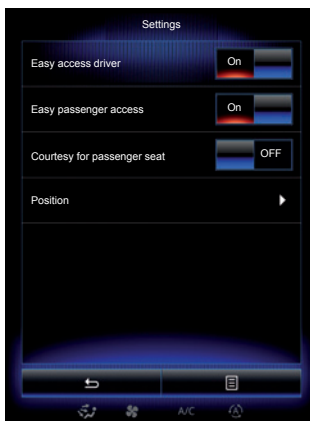 Settings
Easy access driver
On
Easy passenger access
On
Courtesy for passenger seat
OFF
Position
A/C
A